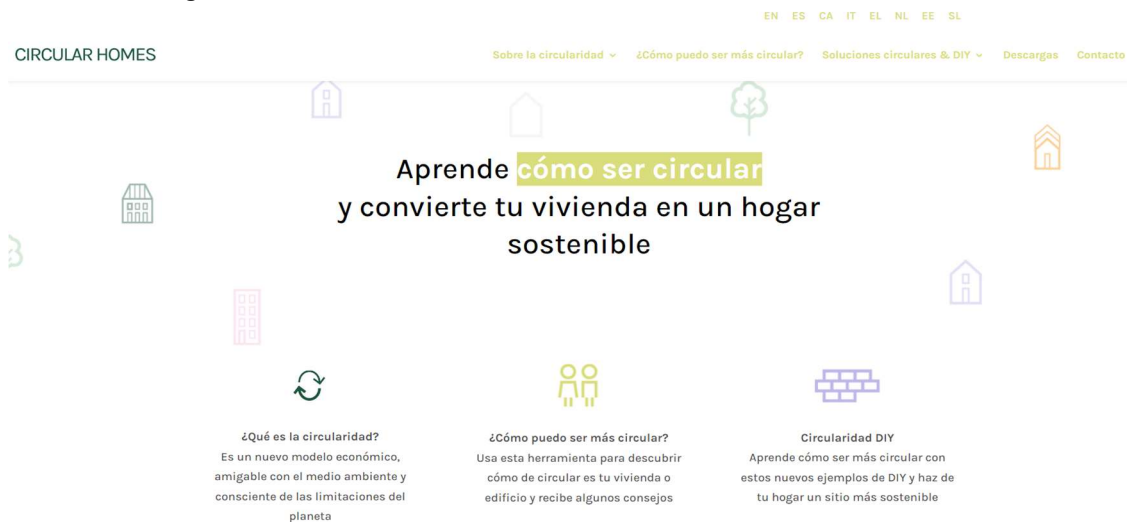 EN ES CA IT EL NL EE SL
CIRCULAR HOMES
Sobre la circularidad ¿Cómo puedo ser más circular? Soluciones circulares & DIY Descargas Contacto
Aprende cómo ser circular
y convierte tu vivienda en un hogar
sostenible
¿Qué es la circularidad?
Es un nuevo modelo económico,
amigable con el medio ambiente y
consciente de las limitaciones del
planeta
¿Cómo puedo ser más circular?
Usa esta herramienta para descubrir
cómo de circular es tu vivienda o
edificio y recibe algunos consejos
Circularidad DIY
Aprende cómo ser más circular con
estos nuevos ejemplos de DIY y haz de
tu hogar un sitio más sostenible